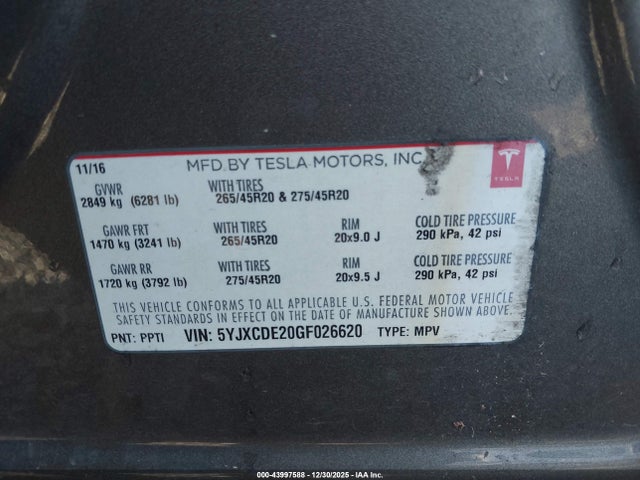 11/16 MFD.BY TESLA MOTORS, INC
TESLA
GVWR WITH TIRES
2849 kg (6281 lb) 265/45R20 & 275/45R20
GAWR FRT WITH TIRES RIM COLD TIRE PRESSURE
1470 kg (3241 lb) 265/45R20 20x9.0 J 290 kPa, 42 psi
GAWR RR WITH TIRES RIM COLD TIRE PRESSURE
1720 kg (3792 lb) 275/45R20 20x9.5 J 290 kPa, 42 psi
THIS VEHICLE CONFORMS TO ALL APPLICABLE U.S. FEDERAL MOTOR VEHICLE
SAFETY STANDARDS IN EFFECT ON THE DATE OF MANUFACTURE SHOWN ABOVE
PNT: PPTI VIN: 5YJXCDE20GF026620 TYPE: MPV
000-43997588 - 12/30/2025 - IAA Inc.